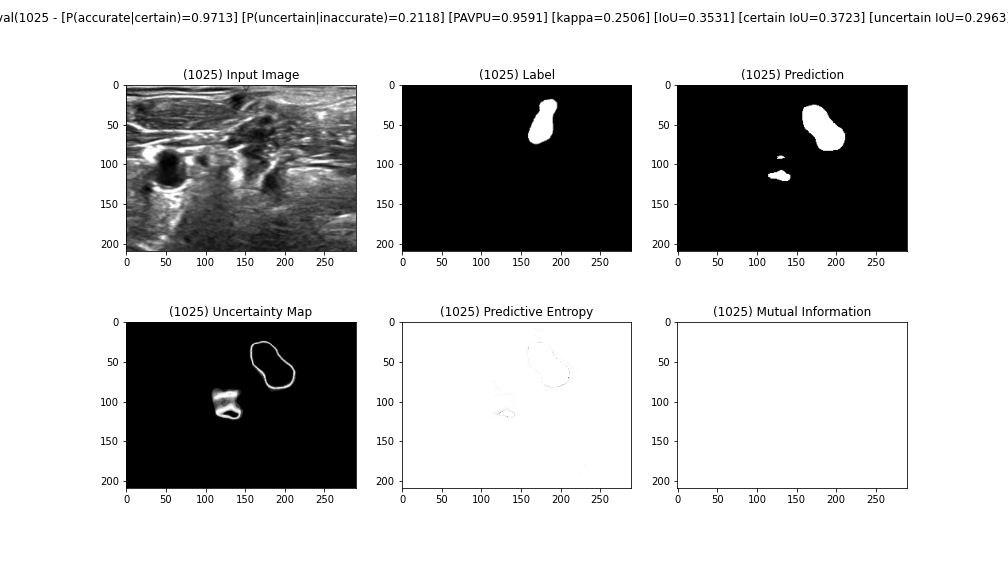 val(1025 - [P(accurate|certain)=0.9713] [P(uncertain|inaccurate)=0.2118] [PAVPU=0.9591] [kappa=0.2506] [IoU=0.3531] [certain IoU=0.3723] [uncertain IoU=0.2963]
(1025) Input Image
(1025) Label
(1025) Prediction
0
50
100
150
200
0 50 100 150 200 250
0
50
100
150
200
0 50 100 150 200 250
0
50
100
150
200
0 50 100 150 200 250
(1025) Uncertainty Map
(1025) Predictive Entropy
(1025) Mutual Information
0
50
100
150
200
0 50 100 150 200 250
0
50
100
150
200
0 50 100 150 200 250
0
50
100
150
200
0 50 100 150 200 250